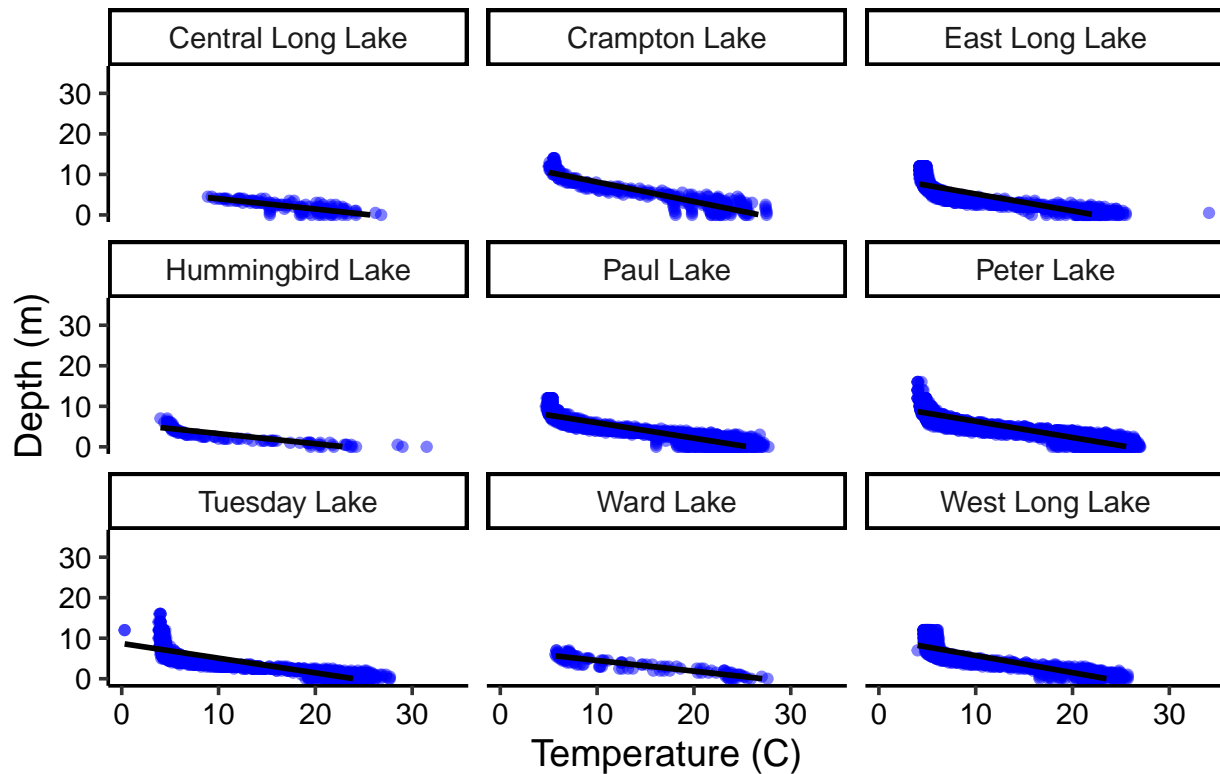 Central Long Lake
Crampton Lake
East Long Lake
30
20
10
0
Hummingbird Lake
Paul Lake
Peter Lake
30
20
10
0
Tuesday Lake
Ward Lake
West Long Lake
30
20
10
0
0 10 20 30
0 10 20 30
0 10 20 30
Depth (m)
Temperature (C)